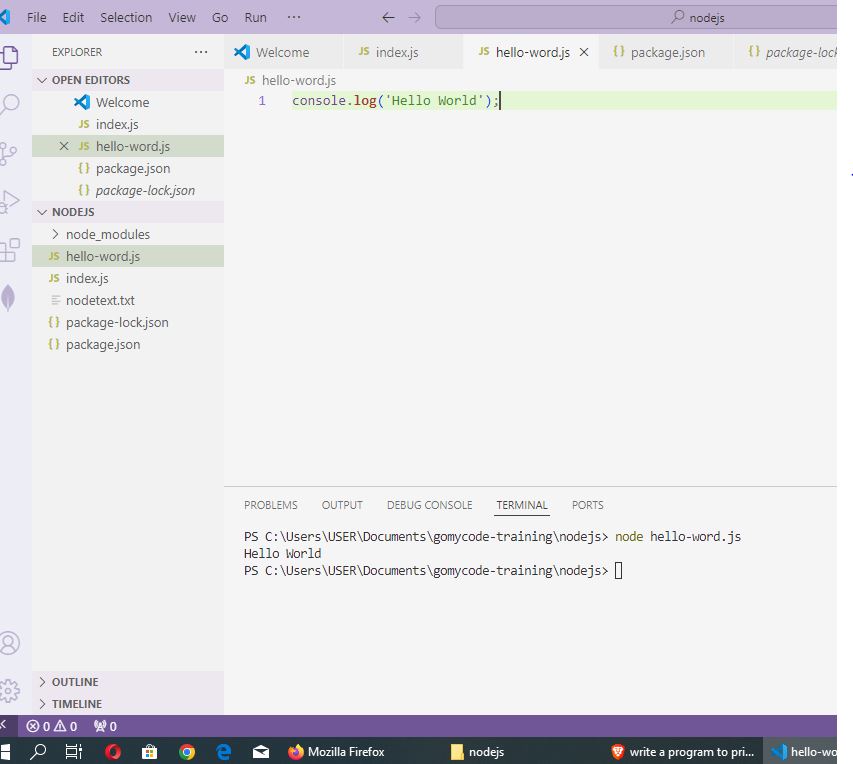 File Edit Selection View Go Run ··· nodejs
EXPLORER ···
OPEN EDITORS
Welcome
JS index.js
JS hello-word.js
{} package.json
{} package-lock.json
NODEJS
node_modules
JS hello-word.js
JS index.js
nodetext.txt
{} package-lock.json
{} package.json
OUTLINE
TIMELINE
Welcome JS index.js JS hello-word.js {} package.json {} package-lock
JS hello-word.js
1 console.log('Hello World');
PROBLEMS OUTPUT DEBUG CONSOLE TERMINAL PORTS
PS C:\Users\USER\Documents\gomycode-training\nodejs> node hello-word.js
Hello World
PS C:\Users\USER\Documents\gomycode-training\nodejs>
0 0 0
Mozilla Firefox nodejs write a program to pri... hello-wo